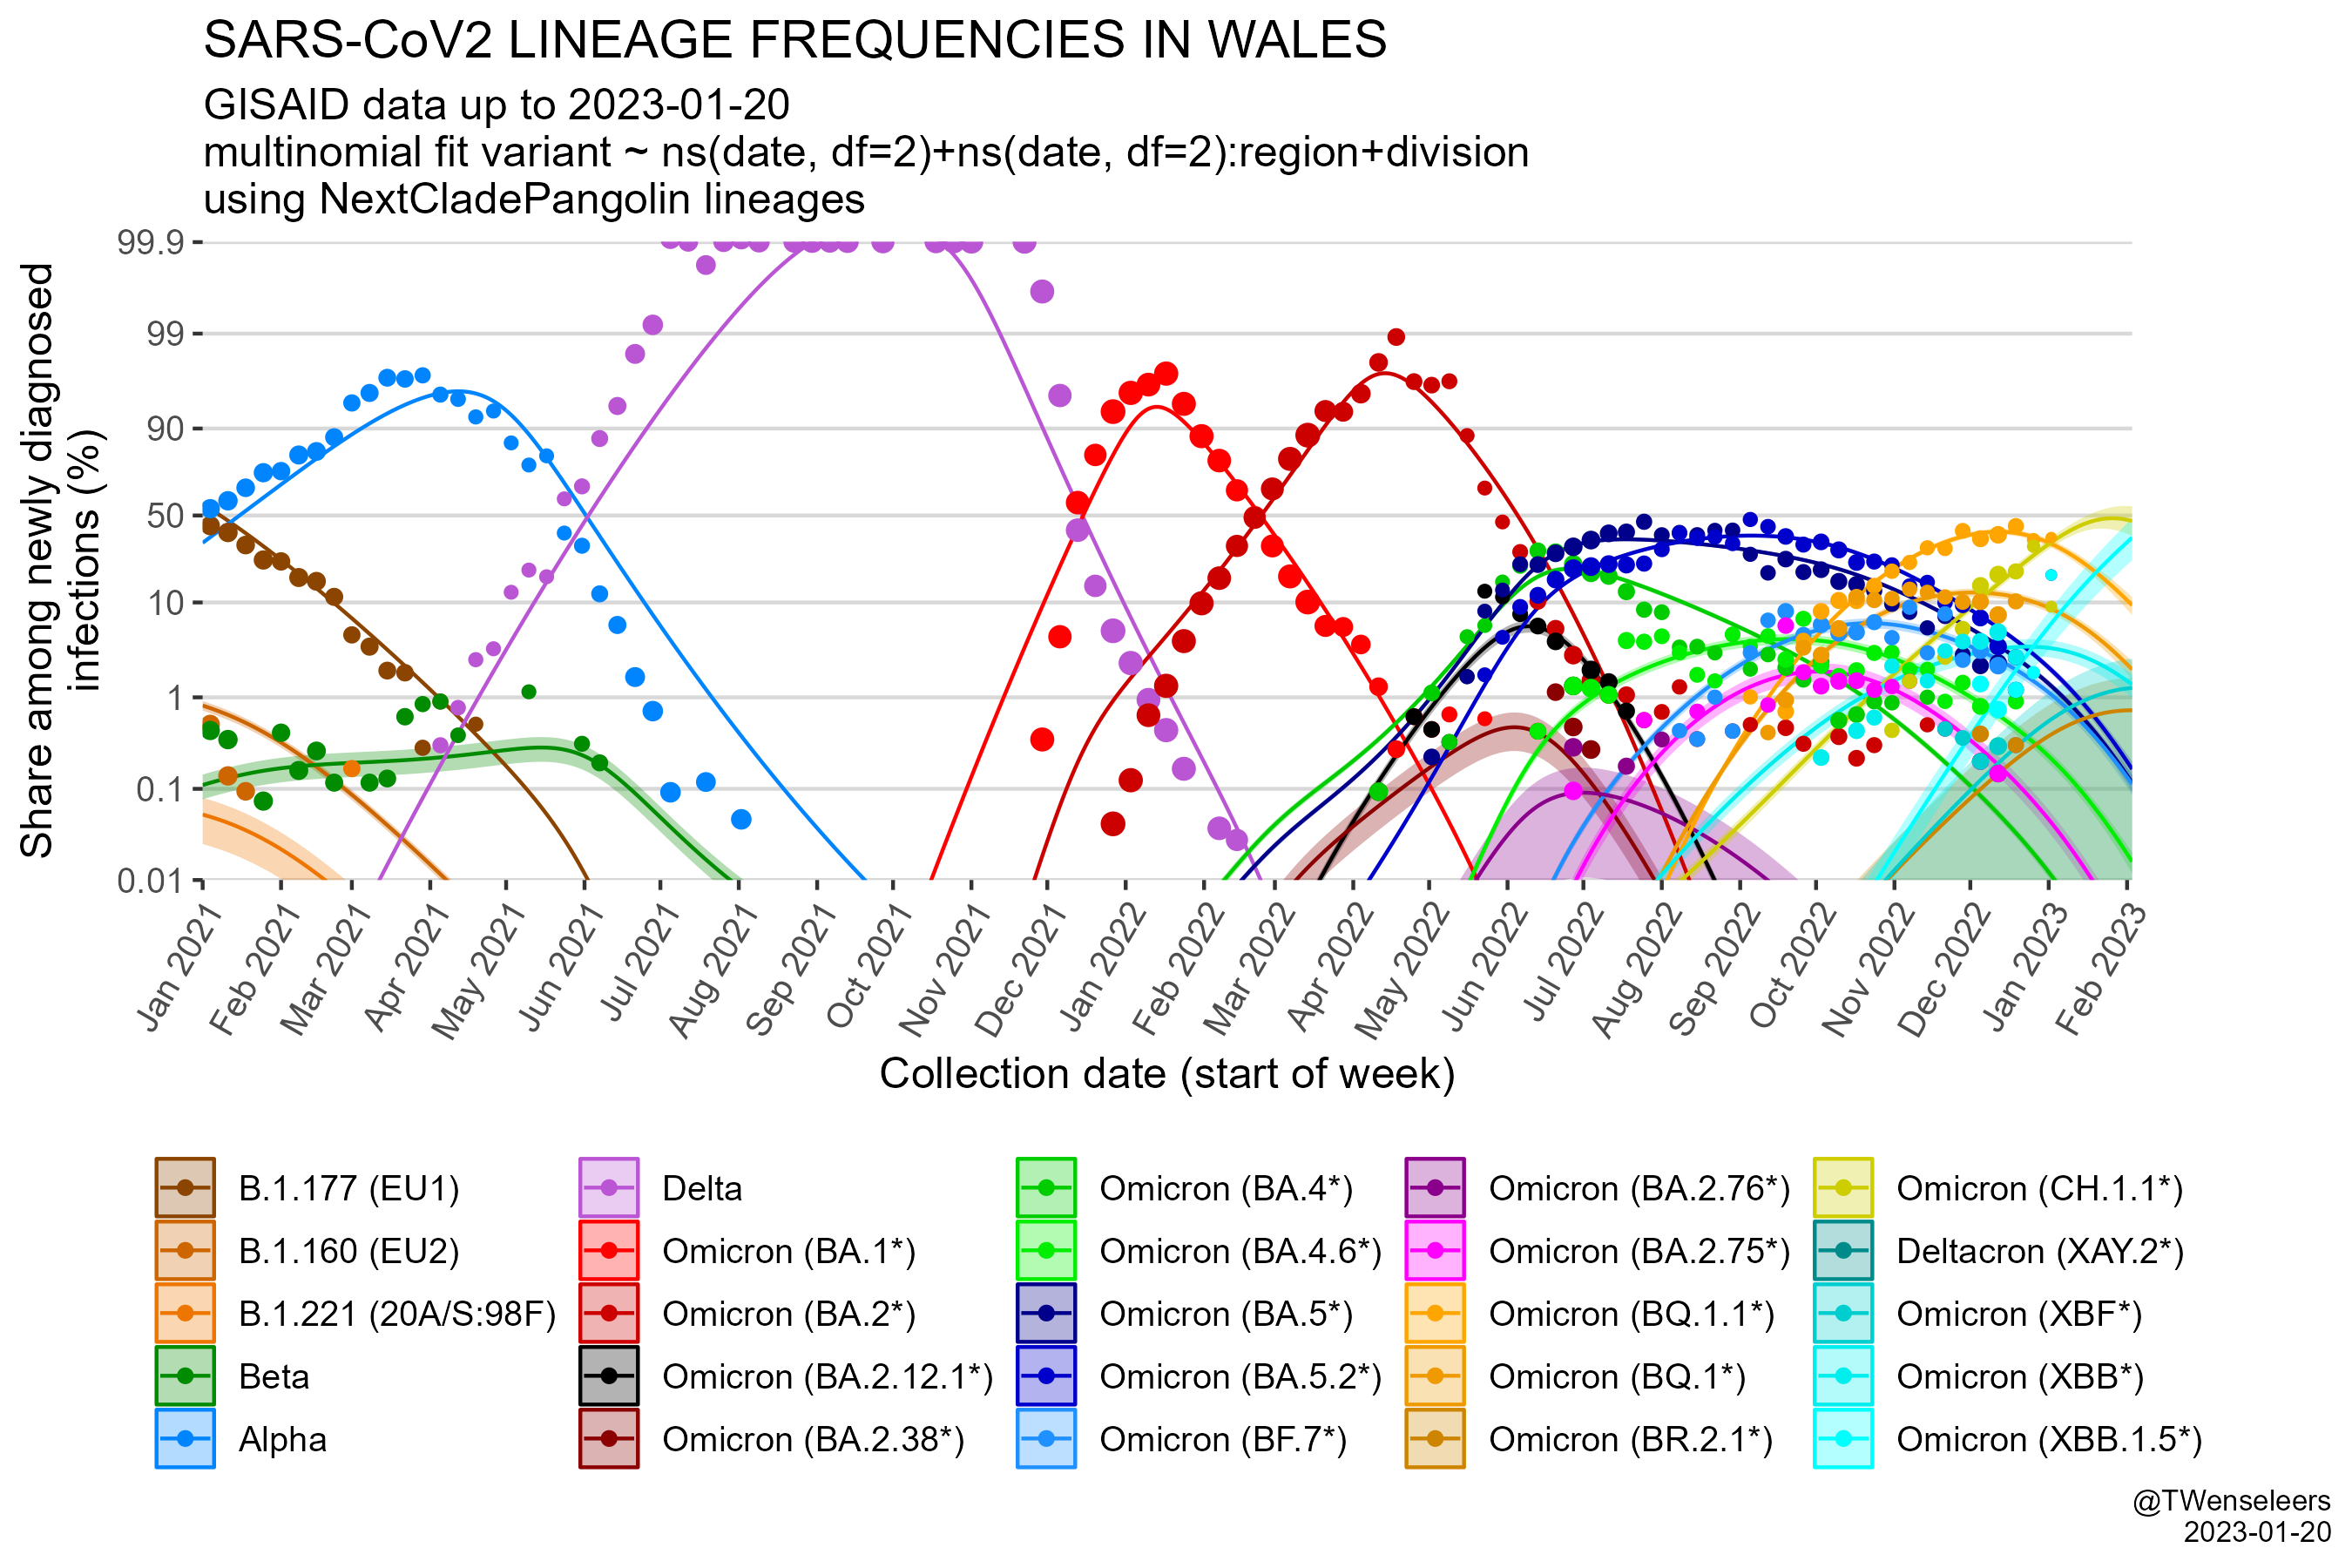 SARS-CoV2 LINEAGE FREQUENCIES IN WALES
GISAID data up to 2023-01-20
multinomial fit variant ~ ns(date, df=2)+ns(date, df=2):region+division
using NextCladePangolin lineages
Share among newly diagnosed
infections (%)
99.9
99
90
50
10
1
0.1
0.01
Jan 2021
Feb 2021
Mar 2021
Apr 2021
May 2021
Jun 2021
Jul 2021
Aug 2021
Sep 2021
Oct 2021
Nov 2021
Dec 2021
Jan 2022
Feb 2022
Mar 2022
Apr 2022
May 2022
Jun 2022
Jul 2022
Aug 2022
Sep 2022
Oct 2022
Nov 2022
Dec 2022
Jan 2023
Feb 2023
Collection date (start of week)
B.1.177 (EU1)
B.1.160 (EU2)
B.1.221 (20A/S:98F)
Beta
Alpha
Delta
Omicron (BA.1*)
Omicron (BA.2*)
Omicron (BA.2.12.1*)
Omicron (BA.2.38*)
Omicron (BA.4*)
Omicron (BA.4.6*)
Omicron (BA.5*)
Omicron (BA.5.2*)
Omicron (BF.7*)
Omicron (BA.2.76*)
Omicron (BA.2.75*)
Omicron (BQ.1.1*)
Omicron (BQ.1*)
Omicron (BR.2.1*)
Omicron (CH.1.1*)
Deltacron (XAY.2*)
Omicron (XBF*)
Omicron (XBB*)
Omicron (XBB.1.5*)
@TWenseleers
2023-01-20